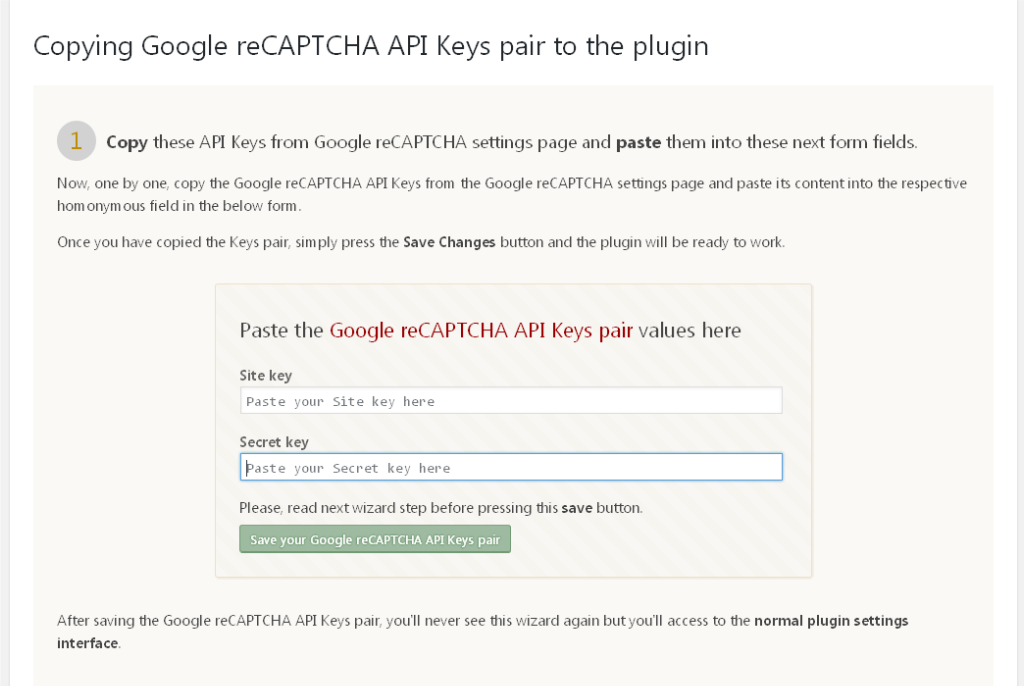 Copying Google reCAPTCHA API Keys pair to the plugin
1 Copy these API Keys from Google reCAPTCHA settings page and paste them into these next form fields.
Now, one by one, copy the Google reCAPTCHA API Keys from the Google reCAPTCHA settings page and paste its content into the respective
homonymous field in the below form.
Once you have copied the Keys pair, simply press the Save Changes button and the plugin will be ready to work.
Paste the Google reCAPTCHA API Keys pair values here
Site key
Paste your Site key here
Secret key
Paste your Secret key here
Please, read next wizard step before pressing this save button.
Save your Google reCAPTCHA API Keys pair
After saving the Google reCAPTCHA API Keys pair, you'll never see this wizard again but you'll access to the normal plugin settings
interface.